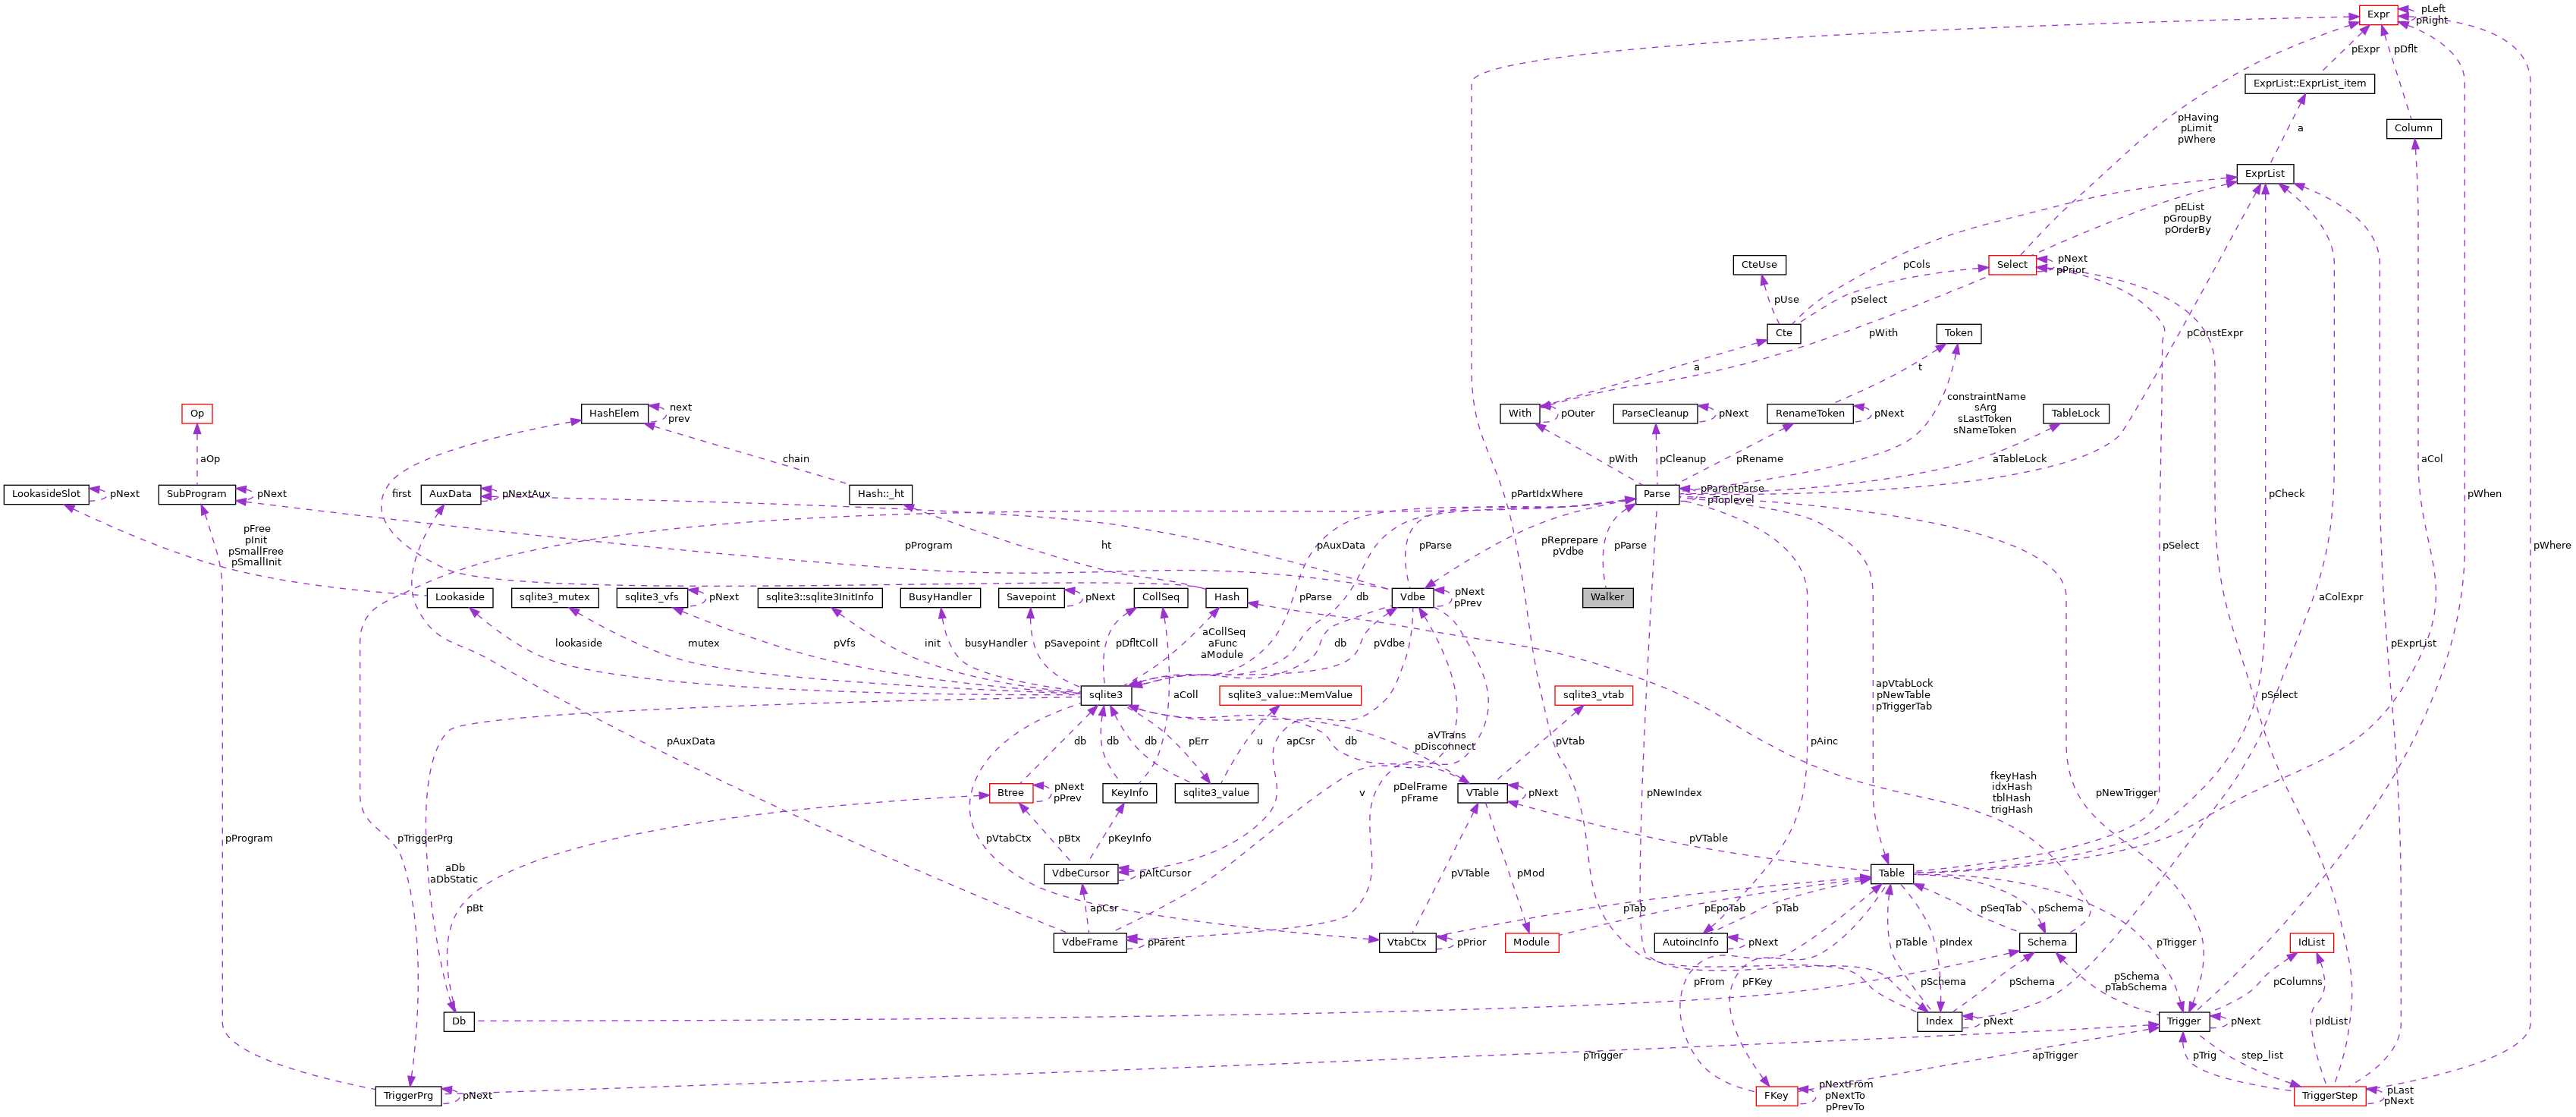 Expr
pLeft
pRight
pExpr
pDflt
ExprList::ExprList_item
pHaving
pLimit
pWhere
a
Column
ExprList
pEList
pGroupBy
pOrderBy
CteUse
pCols
Select
pNext
pPrior
pUse
pSelect
Cte
pWith
Token
pConstExpr
a
t
Op
HashElem
next
prev
With
pOuter
ParseCleanup
pNext
RenameToken
pNext
constraintName
sArg
sLastToken
sNameToken
TableLock
aOp
chain
pWith
pCleanup
pRename
aTableLock
aCol
LookasideSlot
pNext
SubProgram
pNext
first
AuxData
pNextAux
Hash::_ht
pPartIdxWhere
Parse
pParentParse
pToplevel
pCheck
pWhen
pFree
pInit
pSmallFree
pSmallInit
pProgram
ht
pAuxData
pParse
pReprepare
pVdbe
pParse
pSelect
pWhere
Lookaside
sqlite3_mutex
sqlite3_vfs
pNext
sqlite3::sqlite3InitInfo
BusyHandler
Savepoint
pNext
CollSeq
Hash
pParse
db
Vdbe
pNext
pPrev
Walker
aColExpr
lookaside
mutex
pVfs
init
busyHandler
pSavepoint
pDfltColl
aCollSeq
aFunc
aModule
db
pVdbe
pExprList
sqlite3
aColl
sqlite3_value::MemValue
sqlite3_vtab
apVtabLock
pNewTable
pTriggerTab
pSelect
pAuxData
db
db
db
pErr
u
apCsr
db
aVTrans
pDisconnect
pVtab
pAinc
Btree
pNext
pPrev
KeyInfo
sqlite3_value
v
pDelFrame
pFrame
VTable
pNext
pNewIndex
fkeyHash
idxHash
tblHash
trigHash
pNewTrigger
pProgram
pTriggerPrg
pVtabCtx
pBtx
pKeyInfo
pVTable
aDb
aDbStatic
VdbeCursor
pAltCursor
pVTable
pMod
Table
pBt
apCsr
pTab
pEpoTab
pTab
pSeqTab
pSchema
VdbeFrame
pParent
VtabCtx
pPrior
Module
AutoincInfo
pNext
pTable
pIndex
Schema
pTrigger
IdList
pFrom
pFKey
pSchema
pSchema
pSchema
pTabSchema
pColumns
Db
Index
pNext
Trigger
pNext
pIdList
pTrigger
apTrigger
pTrig
step_list
TriggerPrg
pNext
FKey
pNextFrom
pNextTo
pPrevTo
TriggerStep
pLast
pNext